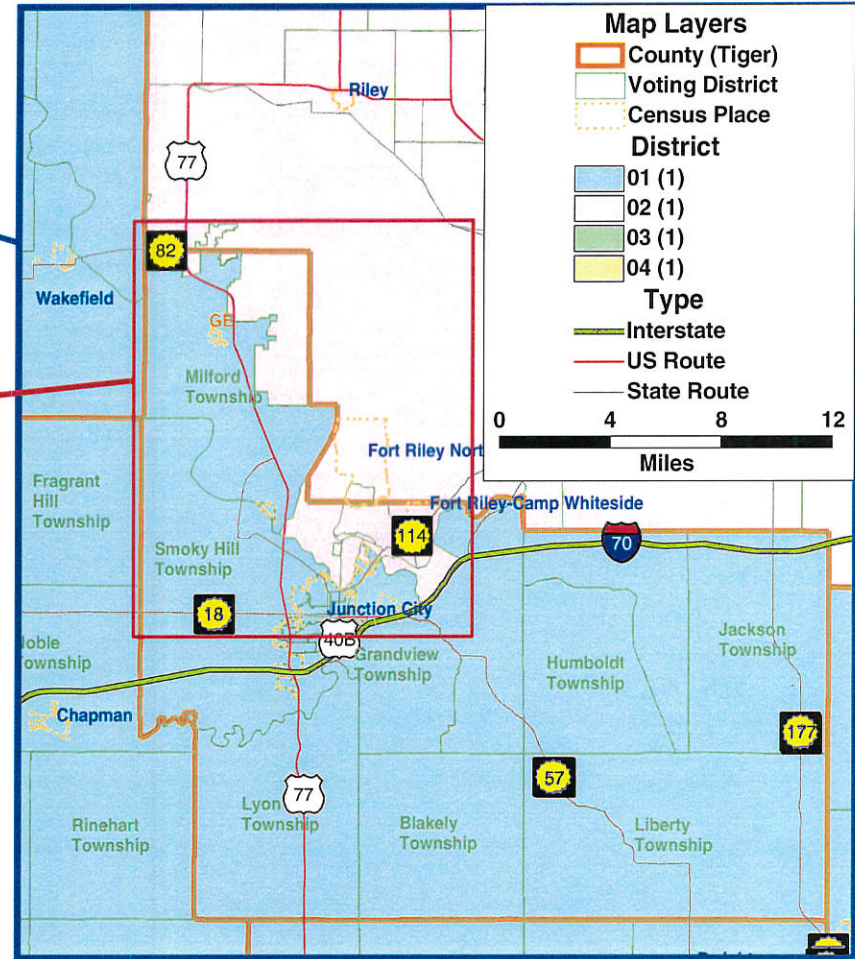 Map Layers
County (Tiger)
Voting District
Census Place
District
01 (1)
02 (1)
03 (1)
04 (1)
Type
Interstate
US Route
State Route
0 4 8 12
Miles
Riley
77
82
Wakefield
GE
Milford
Township
Fort Riley Nort
Fragrant
Hill
Township
Fort Riley-Camp Whiteside
114
70
Smoky Hill
Township
18
Junction City
40B
Noble
Township
Grandview
Township
Humboldt
Township
Jackson
Township
Chapman
177
57
77
Lyon
Township
Rinehart
Township
Blakely
Township
Liberty
Township